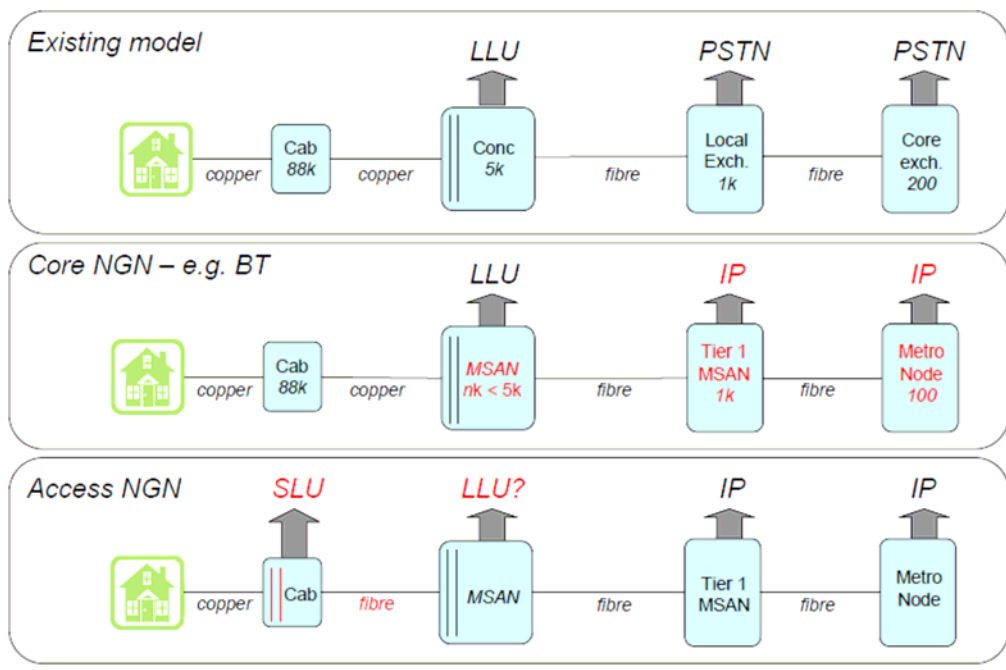 Existing model
LLU
PSTN
PSTN
Cab
88k
Conc
5k
Local
Exch.
1k
Core
exch.
200
copper
copper
fibre
fibre
Core NGN – e.g. BT
LLU
IP
IP
Cab
88k
MSAN
nk < 5k
Tier 1
MSAN
1k
Metro
Node
100
copper
copper
fibre
fibre
Access NGN
SLU
LLU?
IP
IP
Cab
MSAN
Tier 1
MSAN
Metro
Node
copper
fibre
fibre
fibre